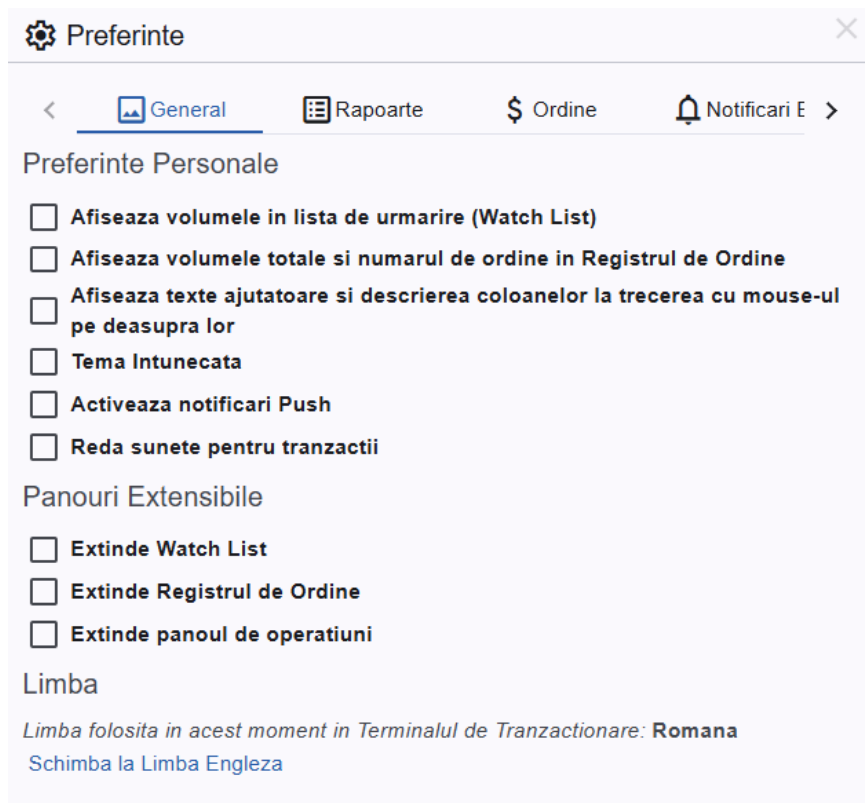 Preferinte
General
Rapoarte
Ordine
Notificari E
Preferinte Personale
Afiseaza volumele in lista de urmarire (Watch List)
Afiseaza volumele totale si numarul de ordine in Registrul de Ordine
Afiseaza texte ajutatoare si descrierea coloanelor la trecerea cu mouse-ul
pe deasupra lor
Tema Intunecata
Activeaza notificari Push
Reda sunete pentru tranzactii
Panouri Extensibile
Extinde Watch List
Extinde Registrul de Ordine
Extinde panoul de operatiuni
Limba
Limba folosita in acest moment in Terminalul de Tranzactionare: Romana
Schimba la Limba Engleza